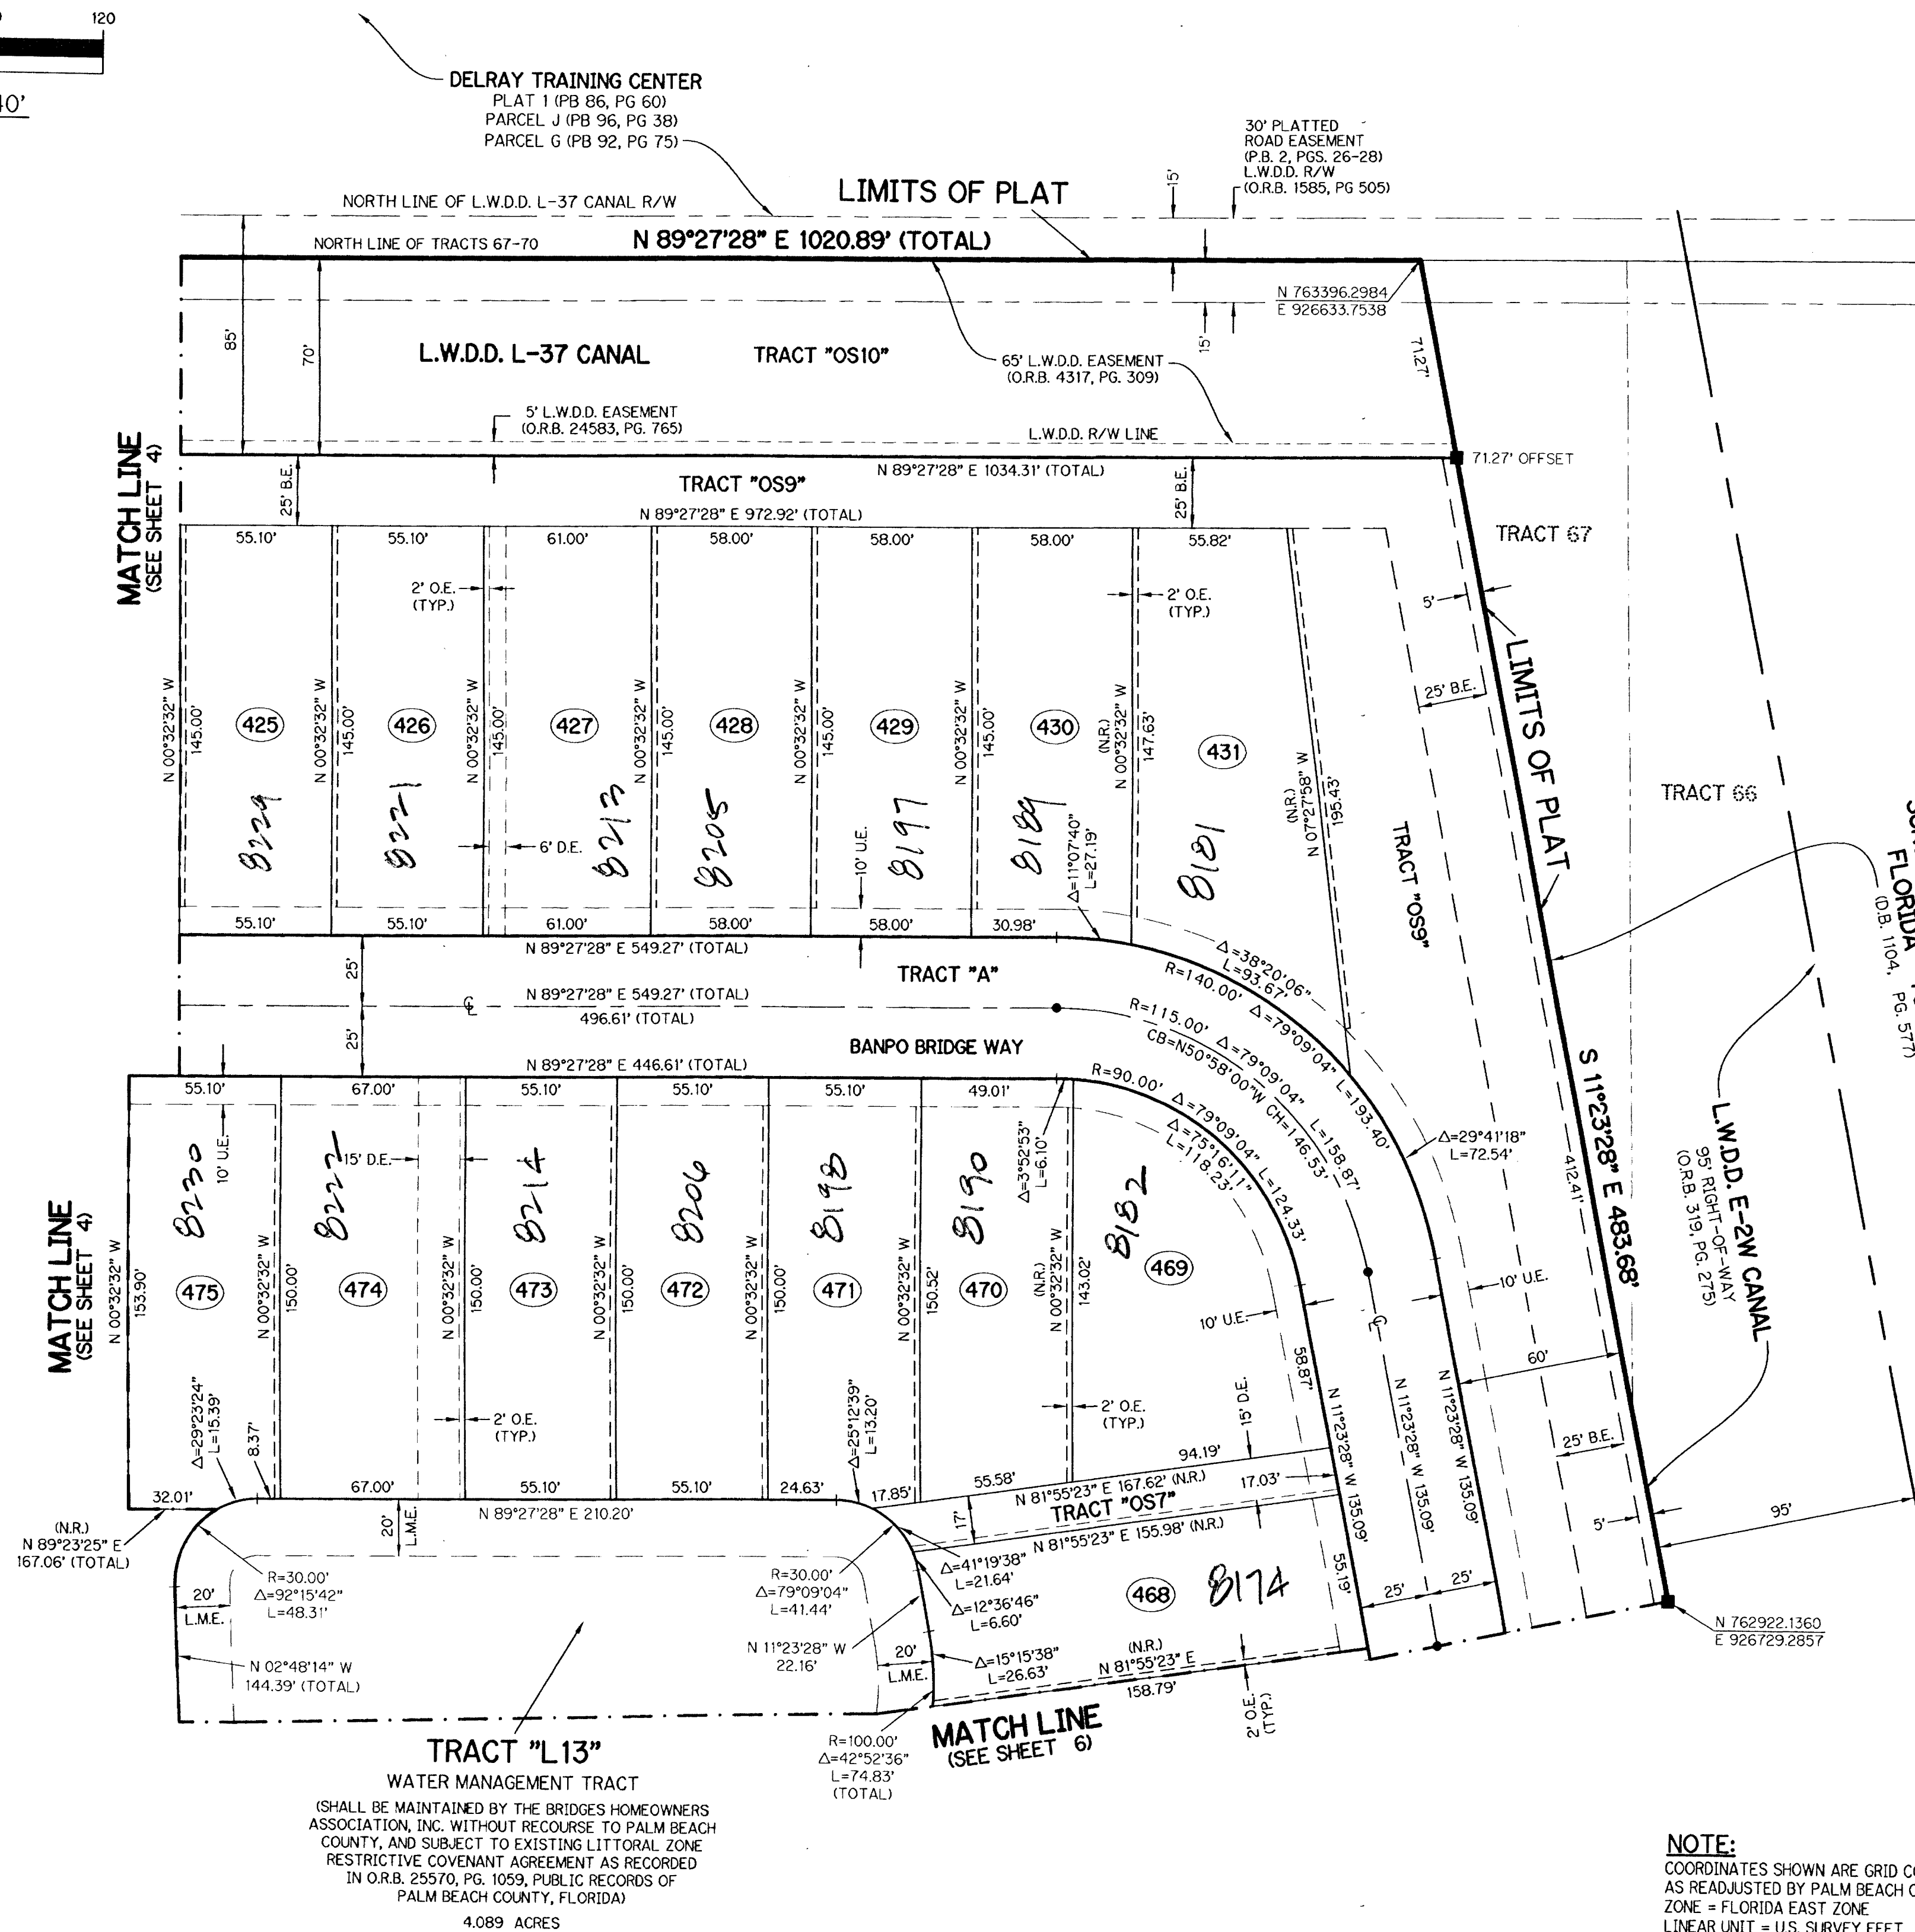 120
40'
DELRAY TRAINING CENTER
PLAT 1 (PB 86, PG 60)
PARCEL J (PB 96, PG 38)
PARCEL G (PB 92, PG 75)
30' PLATTED
ROAD EASEMENT
(P.B. 2, PGS. 26-28)
L.W.D.D. R/W
(O.R.B. 1585, PG 505)
15'
NORTH LINE OF L.W.D.D. L-37 CANAL R/W
LIMITS OF PLAT
NORTH LINE OF TRACTS 67-70
N 89°27'28" E 1020.89' (TOTAL)
N 763396.2984
E 926633.7538
85'
70'
L.W.D.D. L-37 CANAL
TRACT "OS10"
15'
71.27'
65' L.W.D.D. EASEMENT
(O.R.B. 4317, PG. 309)
5' L.W.D.D. EASEMENT
(O.R.B. 24583, PG. 765)
L.W.D.D. R/W LINE
MATCH LINE
(SEE SHEET 4)
25' B.E.
TRACT "OS9"
N 89°27'28" E 1034.31' (TOTAL)
25' B.E.
71.27' OFFSET
N 89°27'28" E 972.92' (TOTAL)
TRACT 67
55.10'
55.10'
61.00'
58.00'
58.00'
58.00'
55.82'
2' O.E.
(TYP.)
2' O.E.
(TYP.)
5'
LIMITS OF PLAT
25' B.E.
N 00°32'32" W
145.00'
425
N 00°32'32" W
145.00'
426
N 00°32'32" W
145.00'
427
N 00°32'32" W
145.00'
428
N 00°32'32" W
145.00'
429
N 00°32'32" W
145.00'
430
(N.R.)
N 00°32'32" W
147.63'
431
(N.R.)
N 07°27'58" W
195.43'
TRACT 66
8229
8221
8213
8205
8197
8189
8181
TRACT "OS9"
6' D.E.
10' U.E.
Δ=11°07'40"
L=27.19'
FLORIDA
(D.B. 1104, PG. 577)
55.10'
55.10'
61.00'
58.00'
58.00'
30.98'
N 89°27'28" E 549.27' (TOTAL)
25'
TRACT "A"
Δ=38°20'06"
L=93.67'
R=140.00' Δ=79°09'04" L=193.40'
N 89°27'28" E 549.27' (TOTAL)
496.61' (TOTAL)
25'
R=115.00' Δ=79°09'04" L=158.87'
CB=N50°58'00"W CH=146.53'
BANPO BRIDGE WAY
N 89°27'28" E 446.61' (TOTAL)
R=90.00' Δ=79°09'04" L=124.33'
Δ=75°16'11"
L=118.23'
55.10'
67.00'
55.10'
55.10'
55.10'
49.01'
Δ=3°52'53"
L=6.10'
Δ=29°41'18"
L=72.54'
S 11°23'28" E 483.68'
412.41'
L.W.D.D. E-2W CANAL
95' RIGHT-OF-WAY
(O.R.B. 319, PG. 275)
10' U.E.
15' D.E.
8230
8222
8214
8206
8198
8190
8182
MATCH LINE
(SEE SHEET 4)
N 00°32'32" W
153.90'
475
N 00°32'32" W
150.00'
474
N 00°32'32" W
150.00'
473
N 00°32'32" W
150.00'
472
N 00°32'32" W
150.00'
471
N 00°32'32" W
150.52'
470
(N.R.)
N 00°32'32" W
143.02'
469
10' U.E.
10' U.E.
58.87'
60'
Δ=29°23'24"
L=15.39'
8.37'
2' O.E.
(TYP.)
Δ=25°12'39"
L=13.20'
2' O.E.
(TYP.)
15' D.E.
N 11°23'28" W 135.09'
N 11°23'28" W 135.09'
N 11°23'28" W 135.09'
25' B.E.
94.19'
55.58'
N 81°55'23" E 167.62' (N.R.)
17.85'
17.03'
32.01'
67.00'
55.10'
55.10'
24.63'
N 89°27'28" E 210.20'
(N.R.)
N 89°23'25" E
167.06' (TOTAL)
20'
L.M.E.
17'
TRACT "OS7"
N 81°55'23" E 155.98' (N.R.)
5'
95'
R=30.00'
Δ=92°15'42"
L=48.31'
R=30.00'
Δ=79°09'04"
L=41.44'
Δ=41°19'38"
L=21.64'
Δ=12°36'46"
L=6.60'
468
8174
55.19'
25'
25'
20'
L.M.E.
N 762922.1360
E 926729.2857
N 11°23'28" W
22.16'
20'
L.M.E.
Δ=15°15'38"
L=26.63'
(N.R.)
N 81°55'23" E
158.79'
N 02°48'14" W
144.39' (TOTAL)
2' O.E.
(TYP.)
MATCH LINE
(SEE SHEET 6)
R=100.00'
Δ=42°52'36"
L=74.83'
(TOTAL)
TRACT "L13"
WATER MANAGEMENT TRACT
(SHALL BE MAINTAINED BY THE BRIDGES HOMEOWNERS
ASSOCIATION, INC. WITHOUT RECOURSE TO PALM BEACH
COUNTY, AND SUBJECT TO EXISTING LITTORAL ZONE
RESTRICTIVE COVENANT AGREEMENT AS RECORDED
IN O.R.B. 25570, PG. 1059, PUBLIC RECORDS OF
PALM BEACH COUNTY, FLORIDA)
4.089 ACRES
NOTE:
COORDINATES SHOWN ARE GRID
AS READJUSTED BY PALM BEACH
ZONE = FLORIDA EAST ZONE
LINEAR UNIT = U.S. SURVEY FEET